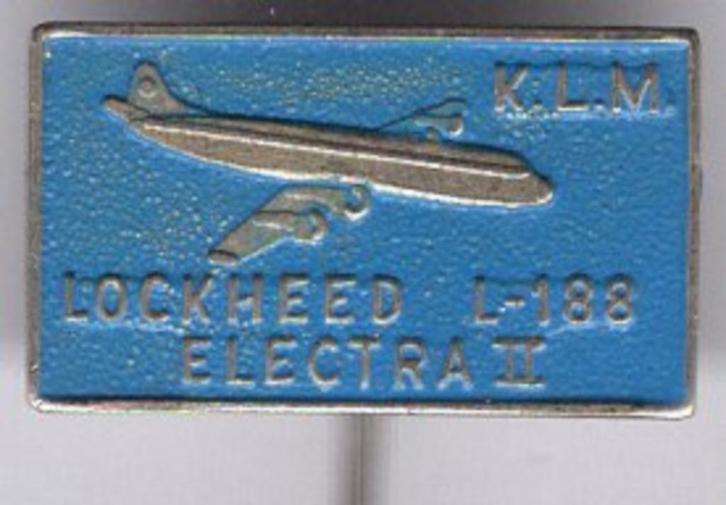 K.L.M.
LOCKHEED L-188
ELECTRA II